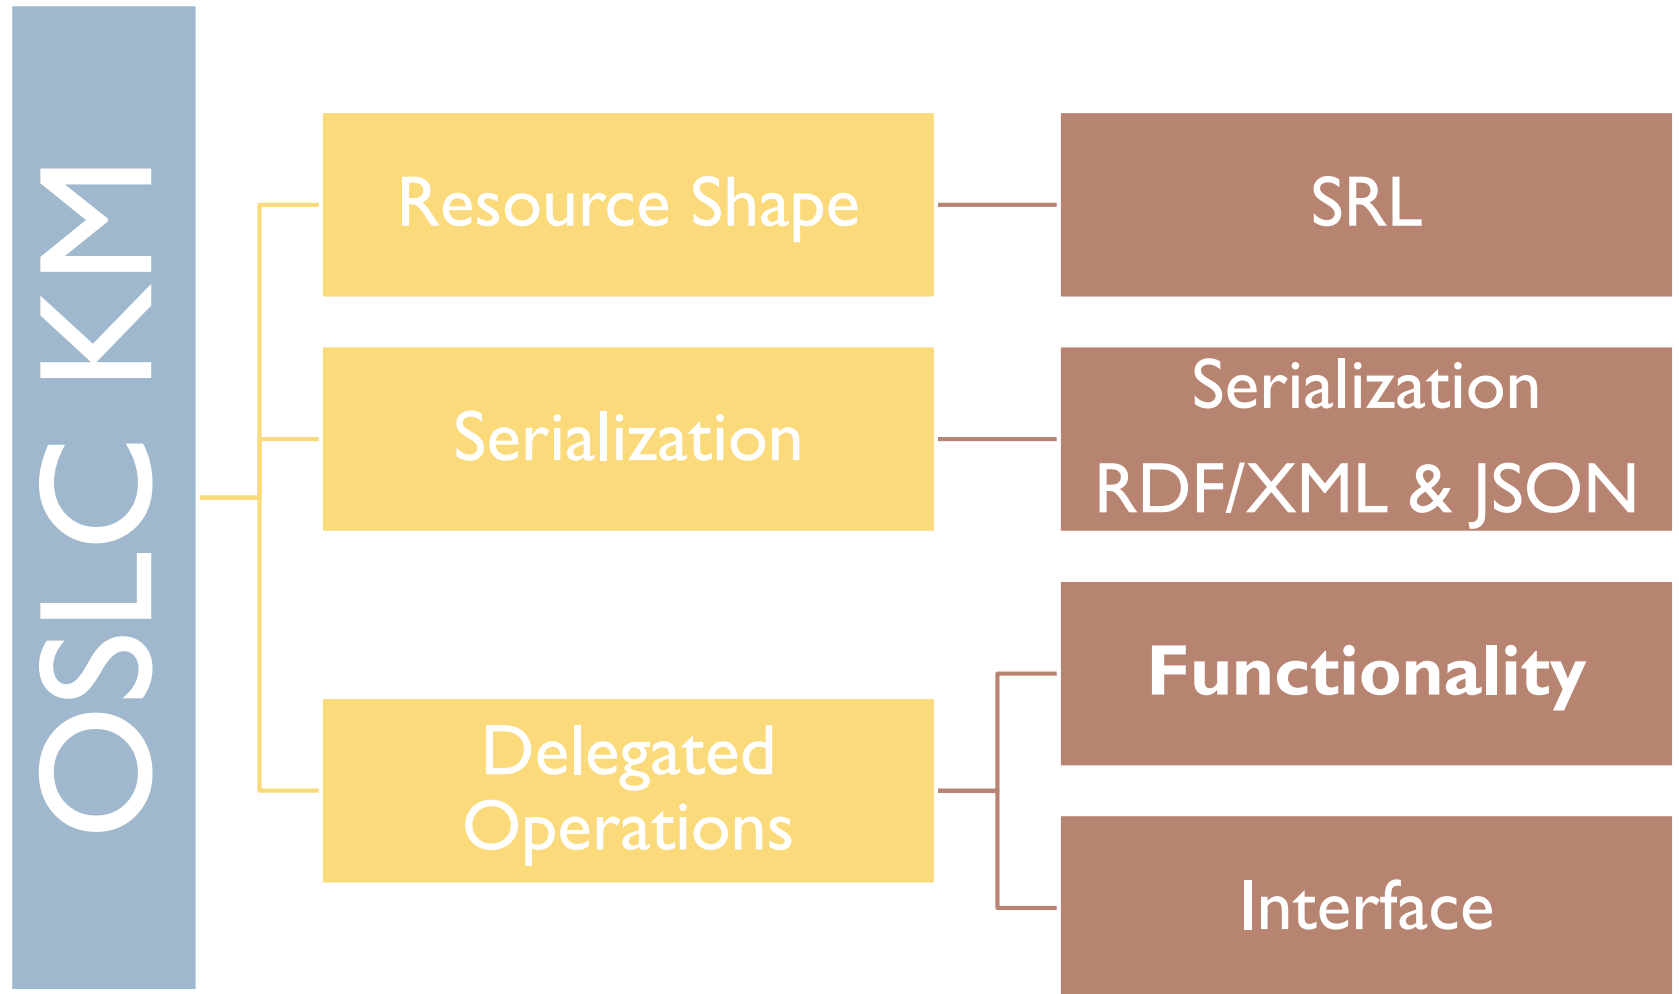 OSLC KM
Resource Shape
SRL
Serialization
Serialization
RDF/XML & JSON
Delegated
Operations
Functionality
Interface